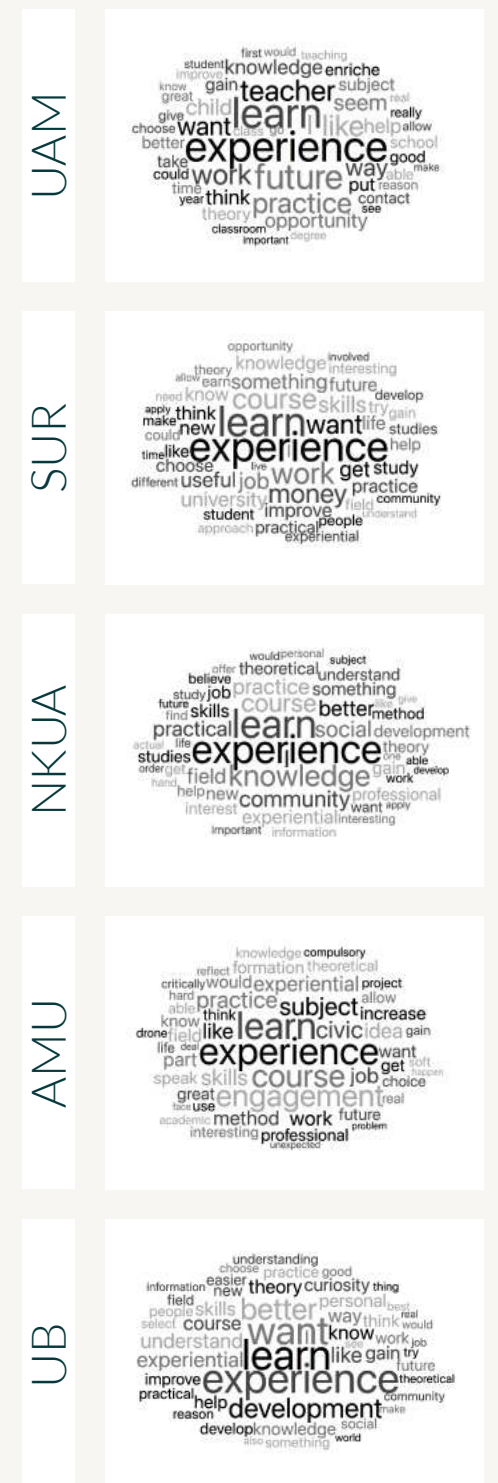 UAM
first would teaching
student knowledge enriche
improve
know gain teacher subject
great child learn seem real
give really
choose want class go like help allow
better experience school
take good
could work future way able make
time put reason
year think practice contact
theory opportunity see
classroom
important degree
SUR
opportunity
knowledge involved
theory interesting
allow earn something future
need know course skills try develop
apply think gain
make new learn want life studies
could
time like experience help
choose live
different useful job work get study
university money practice
community
student improve field
understand
approach practical people
experiential
NKUA
would personal
offer theoretical subject
believe understand
study job practice something
future
find skills course better like give
method
practical learn social development
actual life
studies experience theory
one able
order get field knowledge gain develop
hand work
help new community professional
interest want apply
experiential interesting
important information
AMU
knowledge compulsory
reflect formation theoretical
critically would experiential project
hard practice subject allow
able increase
know think
drone field like learn civic idea gain
life deal
part experience want
get soft
speak skills course job choice happen
great engagement real
face use
academic method work future
problem
interesting professional
unexpected
UB
understanding
choose practice good
information easier theory curiosity thing
field new
people skills better personal best
select course way think real
would
understand want know work job
see
experiential learn like gain try
future
improve experience theoretical
practical community
help development make
reason
develop knowledge social
also something world